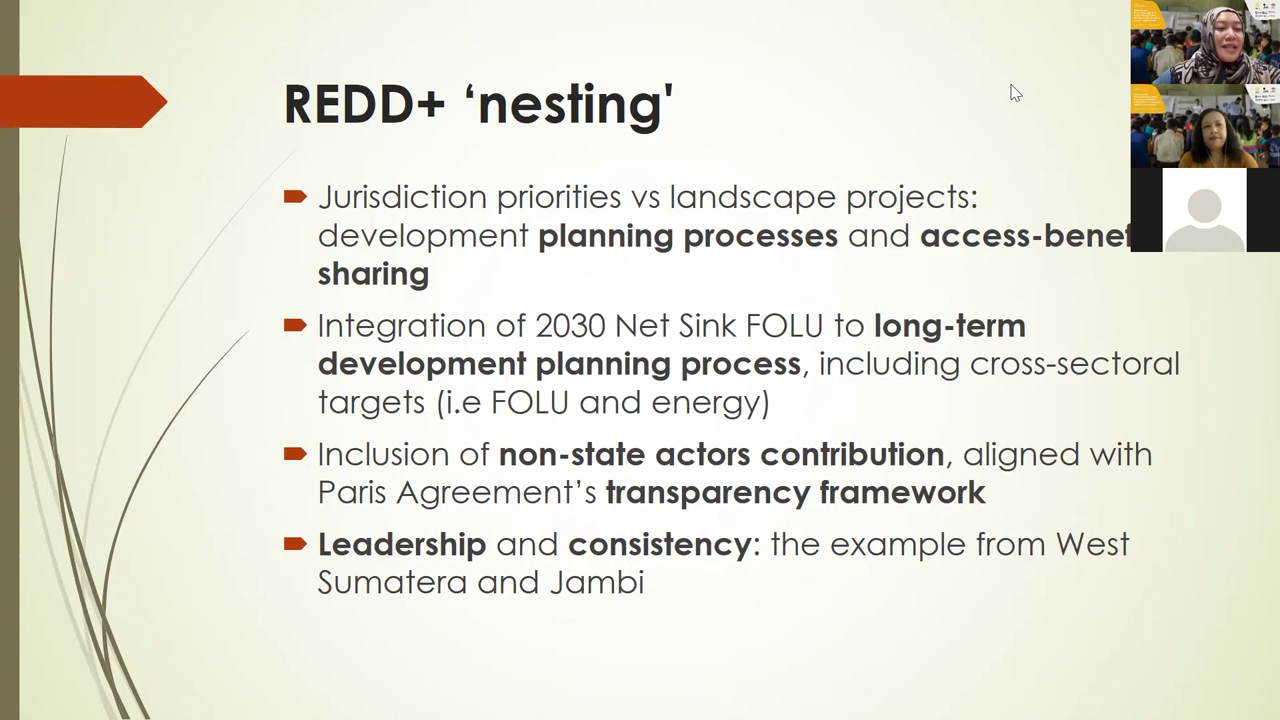 REDD+ ‘nesting'
Jurisdiction priorities vs landscape projects:
development planning processes and access-benef
sharing
Integration of 2030 Net Sink FOLU to long-term
development planning process, including cross-sectoral
targets (i.e FOLU and energy)
Inclusion of non-state actors contribution, aligned with
Paris Agreement’s transparency framework
Leadership and consistency: the example from West
Sumatera and Jambi